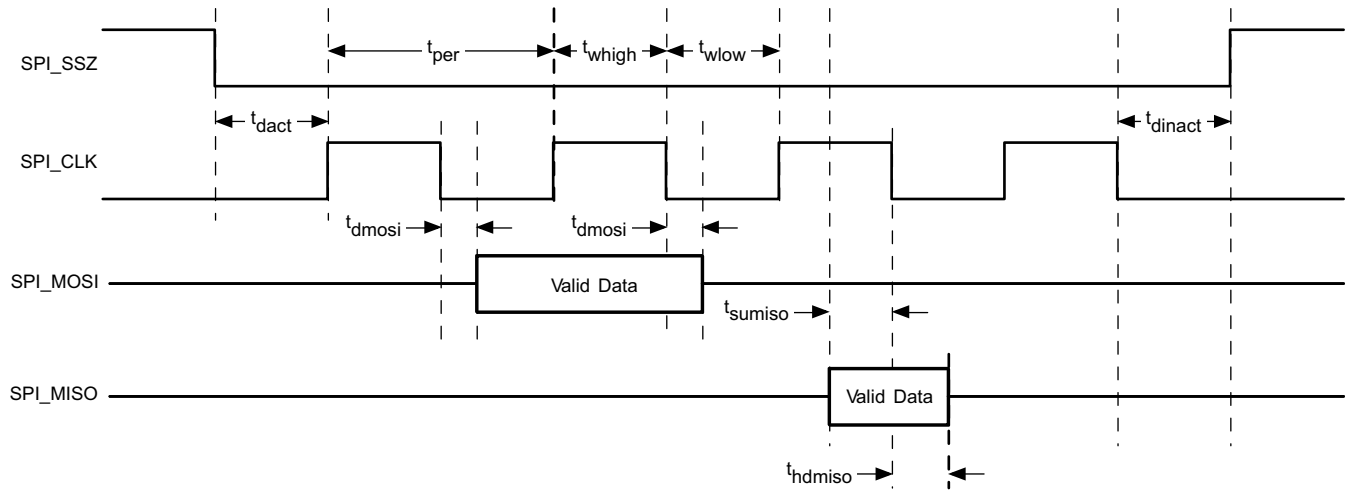 t_per
t_whigh
t_wlow
SPI_SSZ
t_dact
t_dinact
SPI_CLK
t_dmosi
t_dmosi
SPI_MOSI
Valid Data
t_sumiso
SPI_MISO
Valid Data
t_hdmiso